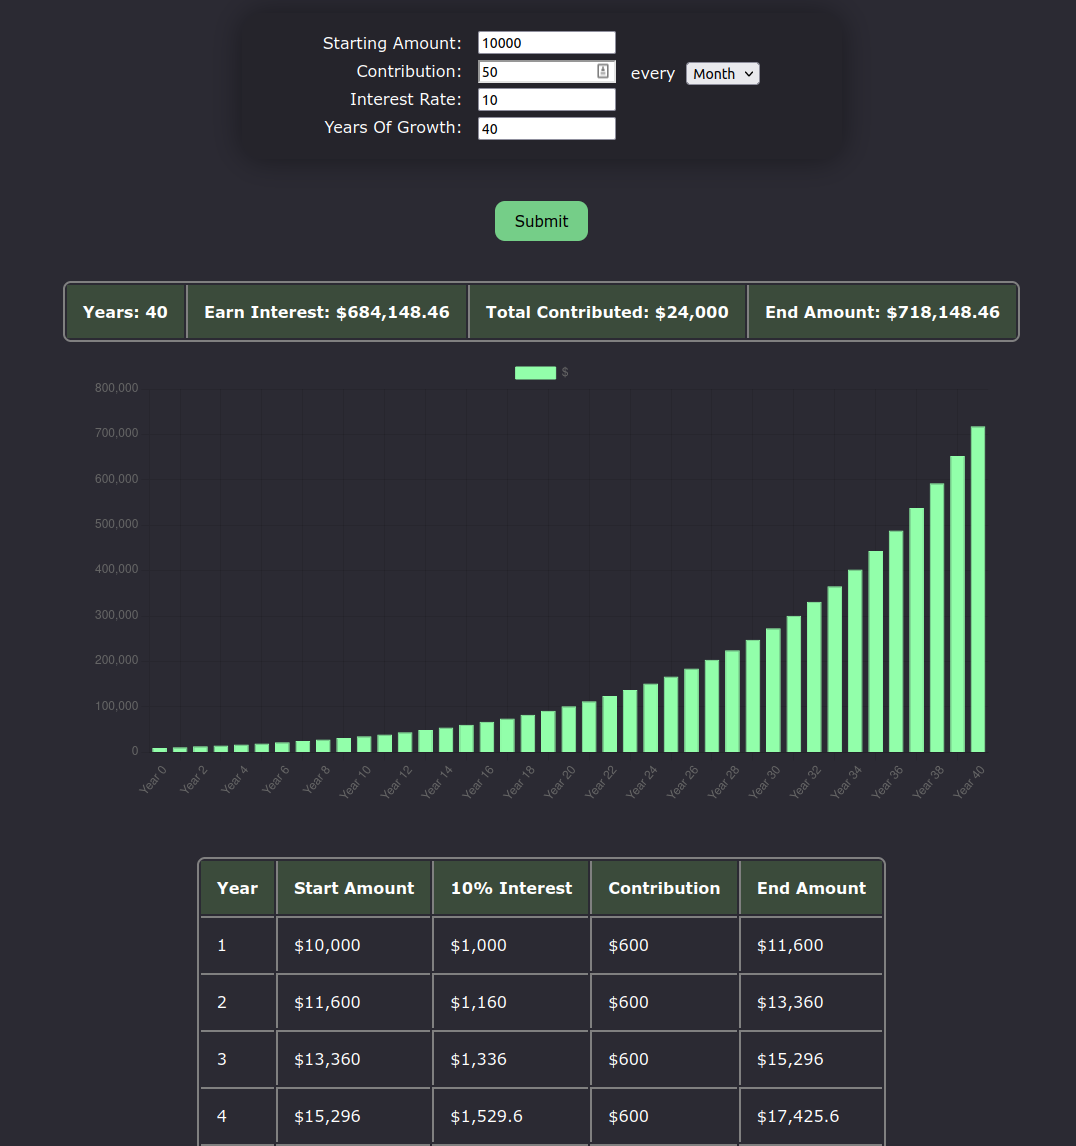 Starting Amount: 10000
Contribution: 50 every Month
Interest Rate: 10
Years Of Growth: 40
Submit
Years: 40 Earn Interest: $684,148.46 Total Contributed: $24,000 End Amount: $718,148.46
$
800,000
700,000
600,000
500,000
400,000
300,000
200,000
100,000
0
Year 0 Year 2 Year 4 Year 6 Year 8 Year 10 Year 12 Year 14 Year 16 Year 18 Year 20 Year 22 Year 24 Year 26 Year 28 Year 30 Year 32 Year 34 Year 36 Year 38 Year 40
Year Start Amount 10% Interest Contribution End Amount
1 $10,000 $1,000 $600 $11,600
2 $11,600 $1,160 $600 $13,360
3 $13,360 $1,336 $600 $15,296
4 $15,296 $1,529.6 $600 $17,425.6